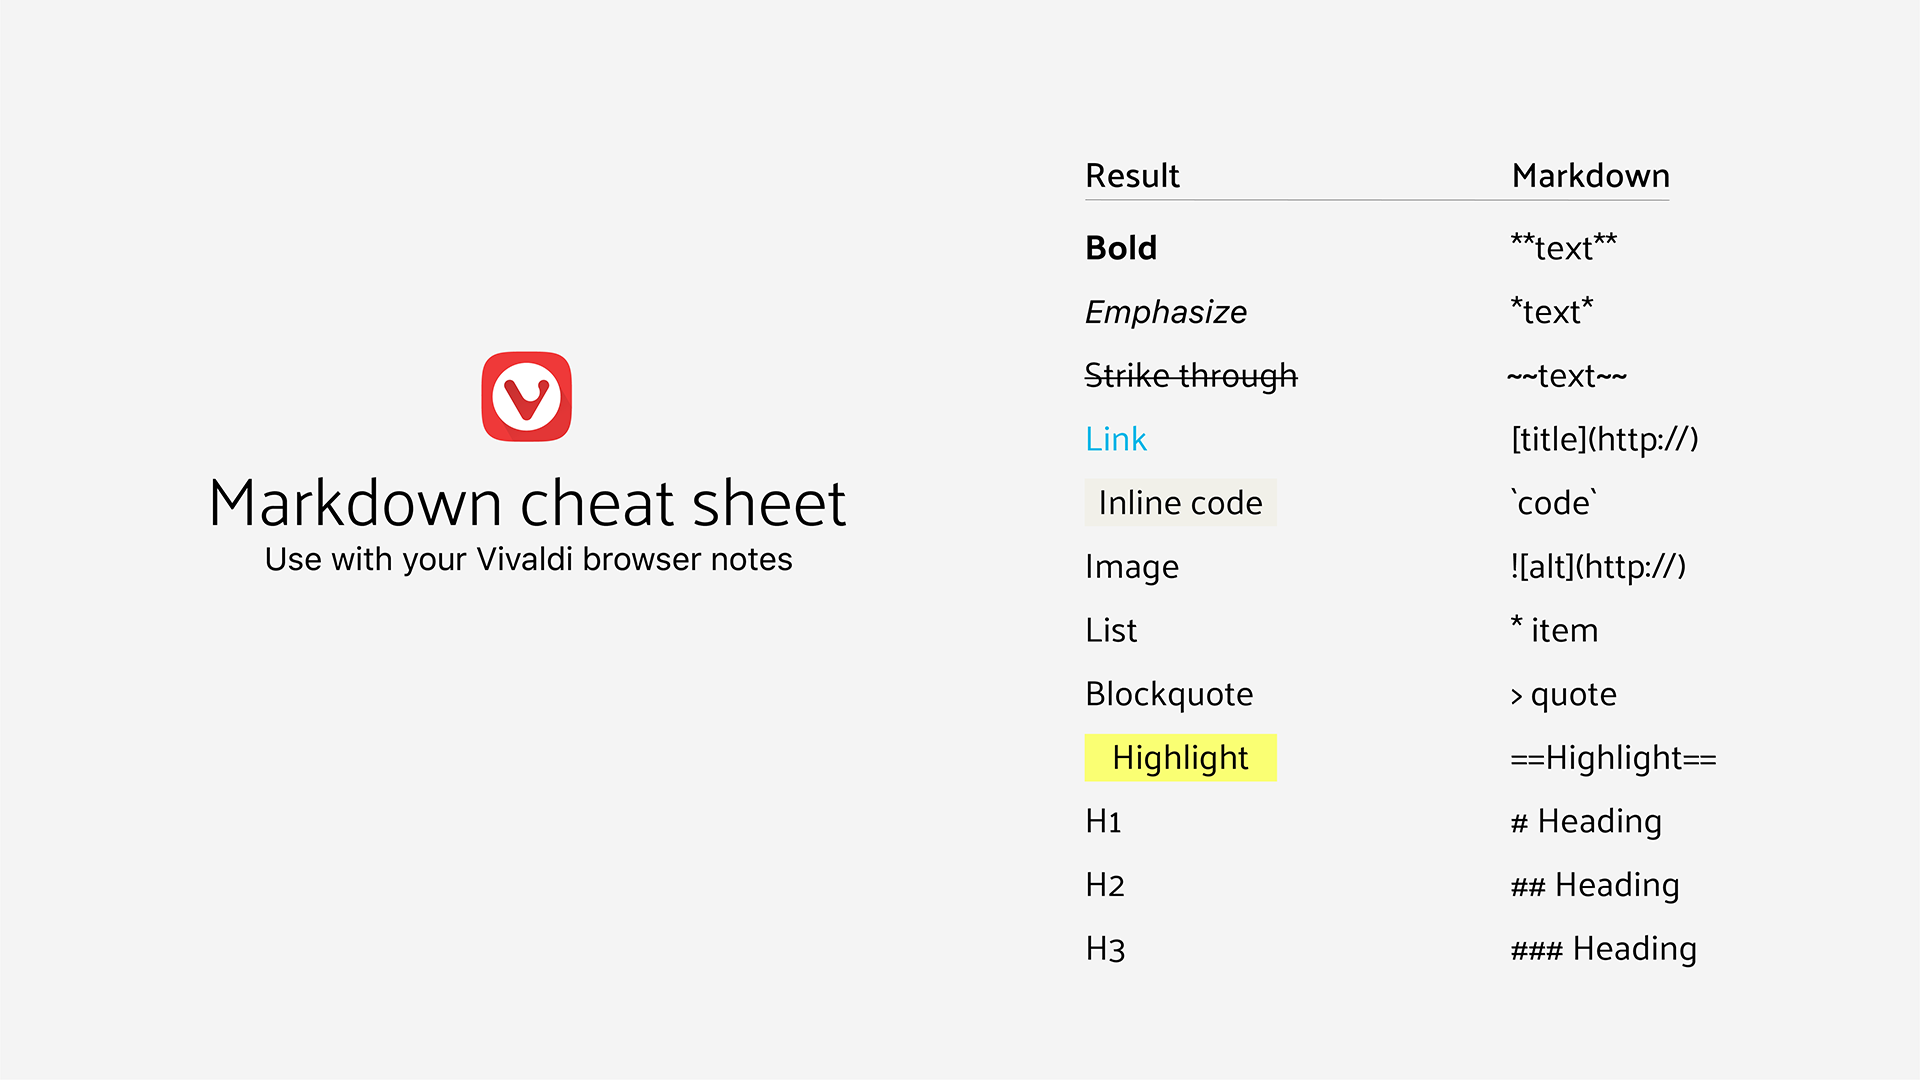 Markdown cheat sheet
Use with your Vivaldi browser notes
Result Markdown
Bold **text**
Emphasize *text*
Strike through ~~text~~
Link [title](http://)
Inline code `code`
Image ![alt](http://)
List * item
Blockquote > quote
Highlight ==Highlight==
H1 # Heading
H2 ## Heading
H3 ### Heading